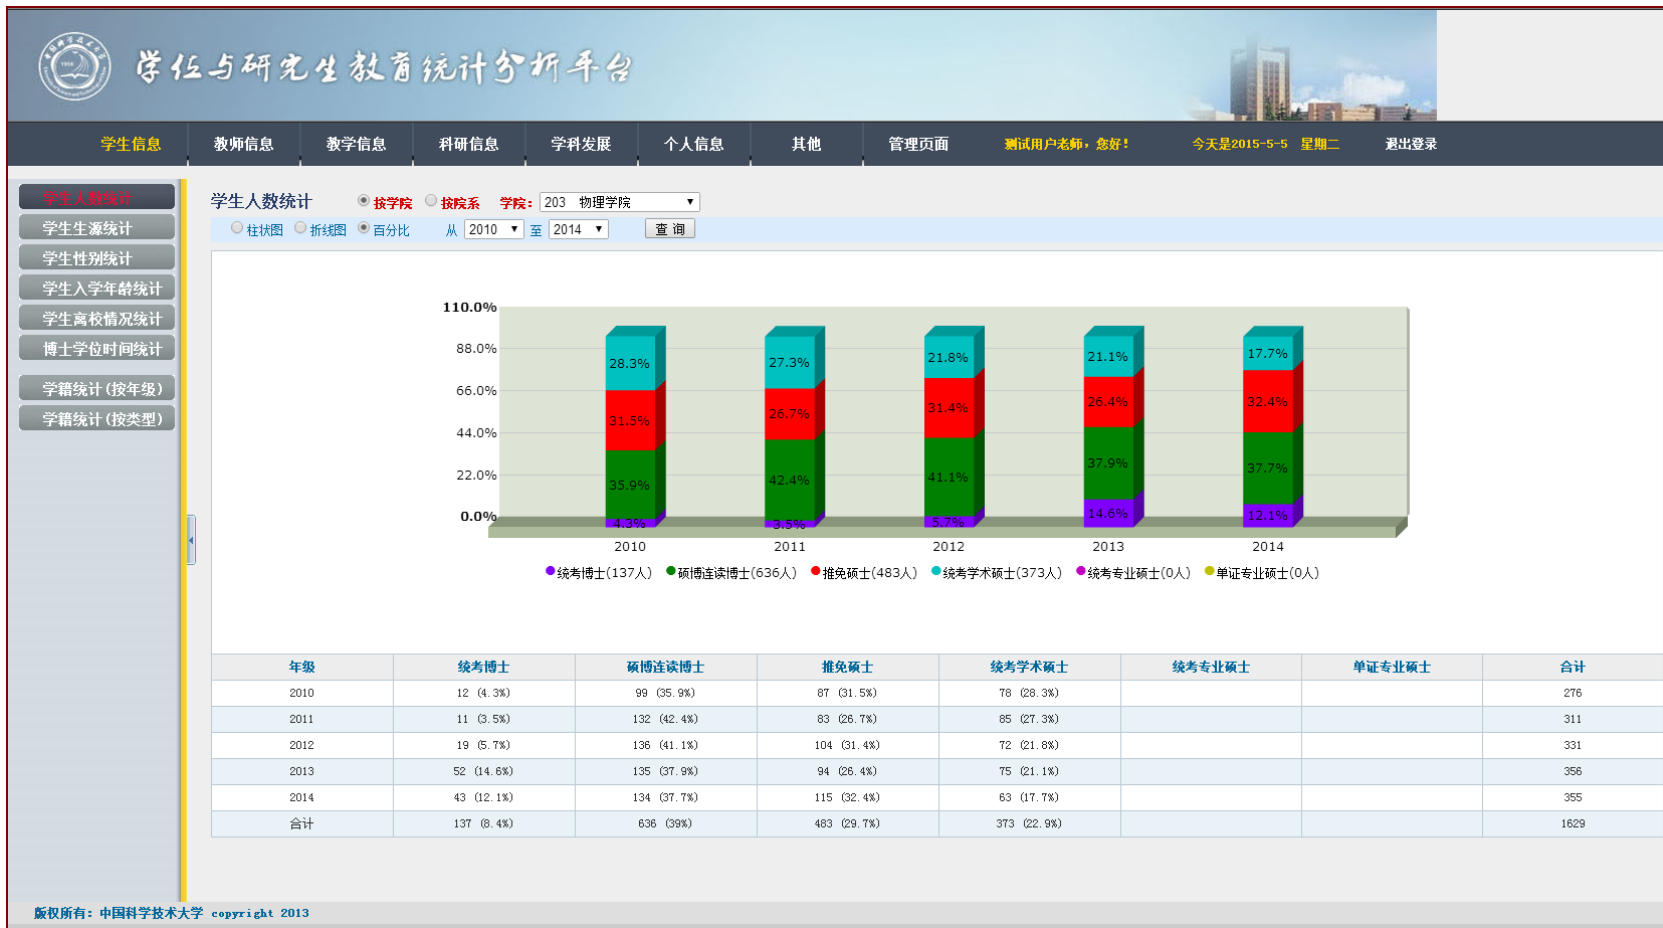 学位与研究生教育统计分析平台
学生信息 教师信息 教学信息 科研信息 学科发展 个人信息 其他 管理页面 测试用户老师，您好！ 今天是2015-5-5 星期二 退出登录
学生人数统计
学生生源统计
学生性别统计
学生入学年龄统计
学生离校情况统计
博士学位时间统计
学籍统计(按年级)
学籍统计(按类型)
学生人数统计 按学院 按院系 学院： 203 物理学院
柱状图 折线图 百分比 从 2010 至 2014 查 询
110.0%
88.0%
66.0%
44.0%
22.0%
0.0%
28.3% 27.3% 21.8% 21.1% 17.7%
31.5% 26.7% 31.4% 26.4% 32.4%
35.9% 42.4% 41.1% 37.9% 37.7%
4.3% 3.5% 5.7% 14.6% 12.1%
2010 2011 2012 2013 2014
统考博士(137人) 硕博连读博士(636人) 推免硕士(483人) 统考学术硕士(373人) 统考专业硕士(0人) 单证专业硕士(0人)
年级 统考博士 硕博连读博士 推免硕士 统考学术硕士 统考专业硕士 单证专业硕士 合计
2010 12 (4.3%) 99 (35.9%) 87 (31.5%) 78 (28.3%) 276
2011 11 (3.5%) 132 (42.4%) 83 (26.7%) 85 (27.3%) 311
2012 19 (5.7%) 136 (41.1%) 104 (31.4%) 72 (21.8%) 331
2013 52 (14.6%) 135 (37.9%) 94 (26.4%) 75 (21.1%) 356
2014 43 (12.1%) 134 (37.7%) 115 (32.4%) 63 (17.7%) 355
合计 137 (8.4%) 636 (39%) 483 (29.7%) 373 (22.9%) 1629
版权所有：中国科学技术大学 copyright 2013